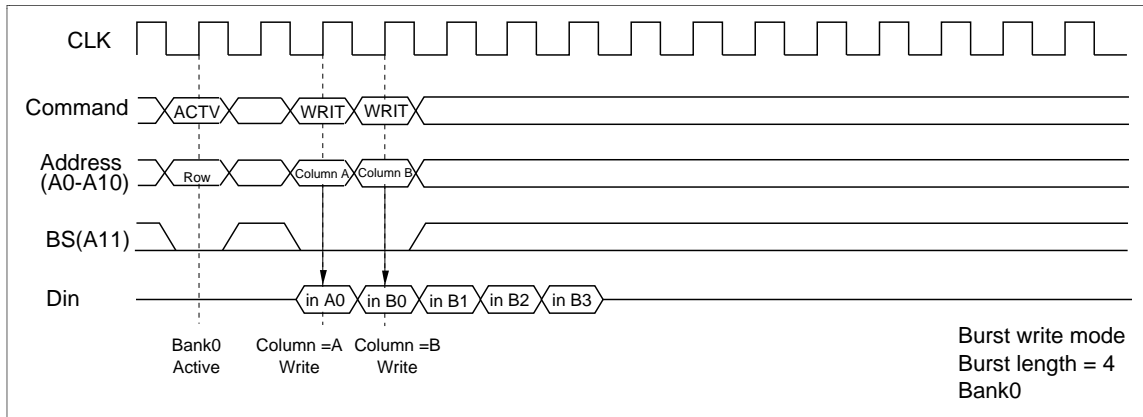 CLK
Command ACTV WRIT WRIT
Address
(A0-A10) Row Column A Column B
BS(A11)
Din in A0 in B0 in B1 in B2 in B3
Bank0 Column =A Column =B
Active Write Write
Burst write mode
Burst length = 4
Bank0